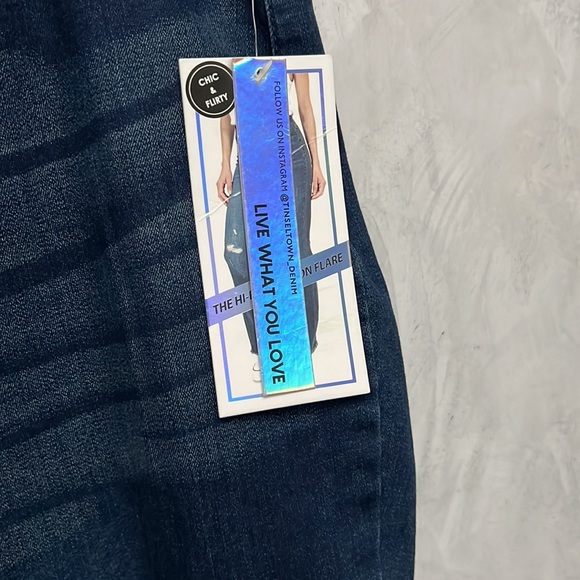 CHIC
&
FLIRTY
FOLLOW US ON INSTAGRAM @TINSELTOWN_DENIM
LIVE WHAT YOU LOVE
THE HI- ON FLARE